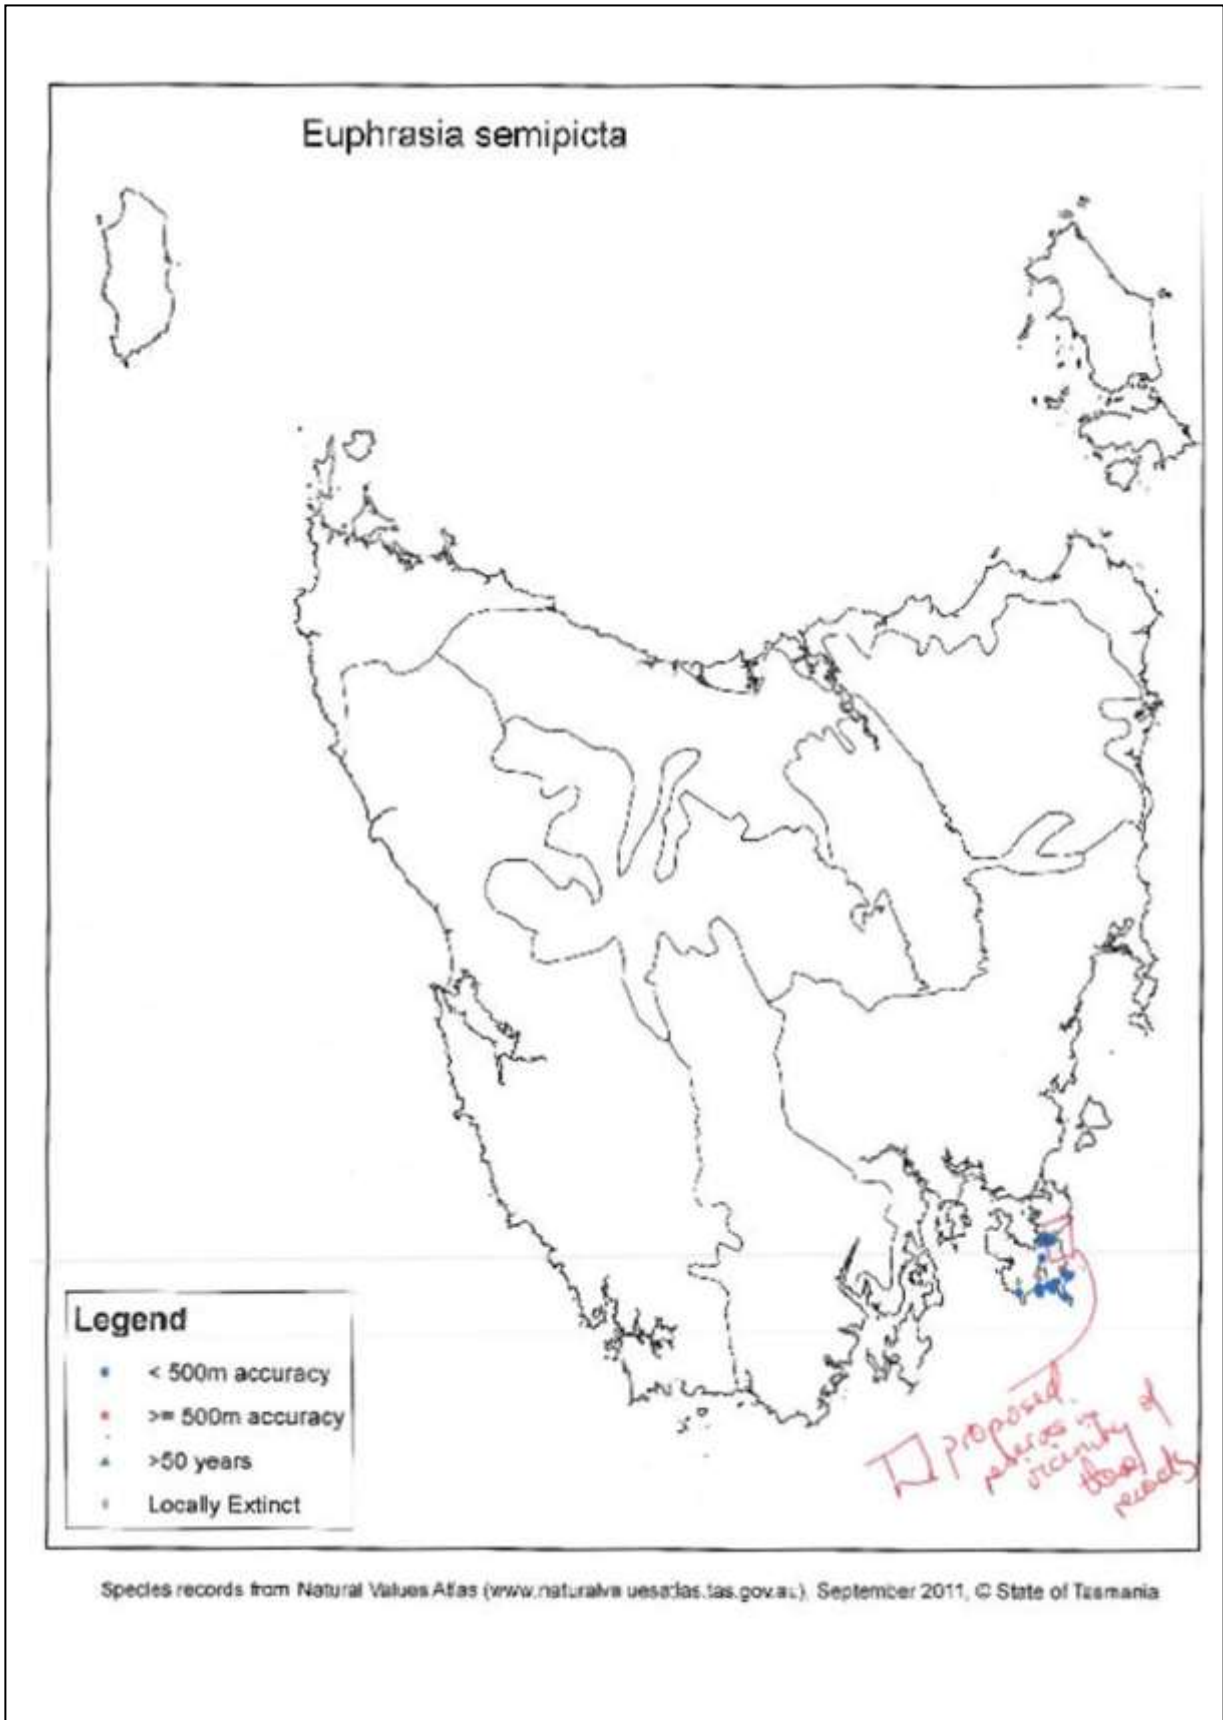 Euphrasia semipicta
Legend
< 500m accuracy
>= 500m accuracy
>50 years
Locally Extinct
proposed
vicinity of
these
records
Species records from Natural Values Atlas (www.naturalvaluesatlas.tas.gov.au), September 2011, © State of Tasmania